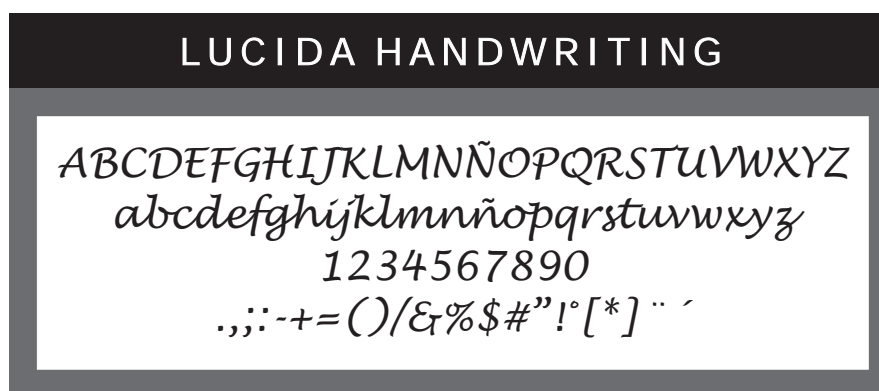 LUCIDA HANDWRITING
ABCDEFGHIJKLMNÑOPQRSTUVWXYZ
abcdefghijklmnñopqrstuvwxyz
1234567890
.,;:-+=()/&%$#”!°[*] ¨ ´